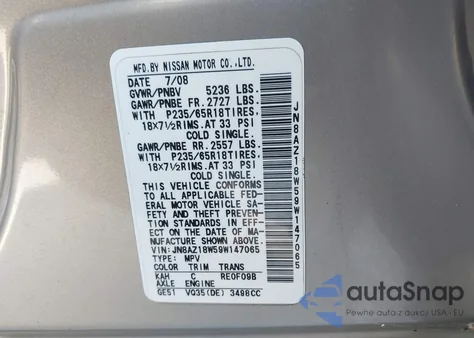 MFD.BY NISSAN MOTOR CO.,LTD.
DATE 7/08
GVWR/PNBV 5236 LBS.
GAWR/PNBE FR. 2727 LBS.
WITH P235/65R18TIRES.
18X7½RIMS.AT 33 PSI
COLD SINGLE.
GAWR/PNBE RR. 2557 LBS.
WITH P235/65R18TIRES.
18X7½RIMS.AT 33 PSI
COLD SINGLE.
THIS VEHICLE CONFORMS
TO ALL APPLICABLE FED-
ERAL MOTOR VEHICLE SA-
FETY AND THEFT PREVEN-
TION STANDARDS IN EF-
FECT ON THE DATE OF MA-
NUFACTURE SHOWN ABOVE.
VIN: JN8AZ18W59W147065
TYPE: MPV
COLOR TRIM TRANS
KAH C RE0F09B
AXLE ENGINE
GE51 VQ35(DE) 3498CC
JN8AZ18W59W147065
autoSnap
Pewne auta z aukcji USA i Kanady